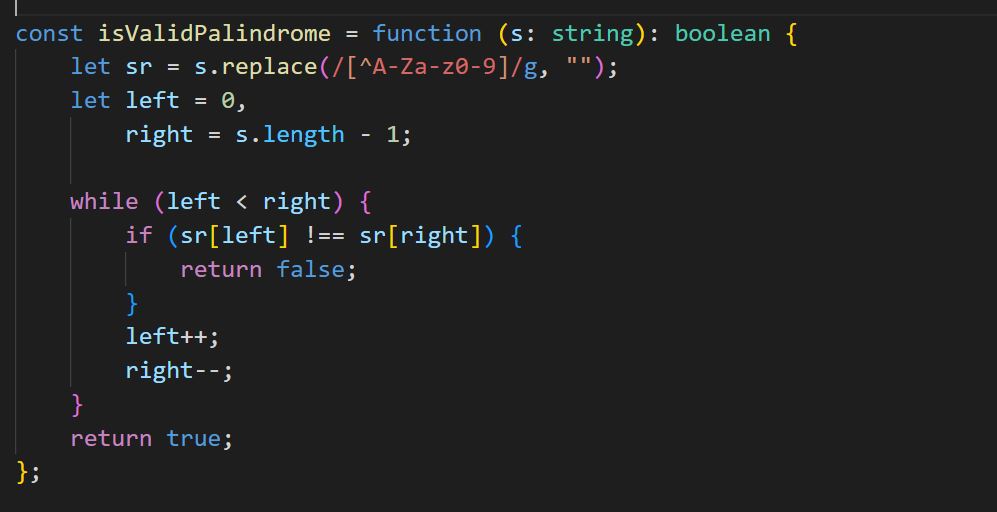 const isValidPalindrome = function (s: string): boolean {
    let sr = s.replace(/[^A-Za-z0-9]/g, "");
    let left = 0,
        right = s.length - 1;

    while (left < right) {
        if (sr[left] !== sr[right]) {
            return false;
        }
        left++;
        right--;
    }
    return true;
};